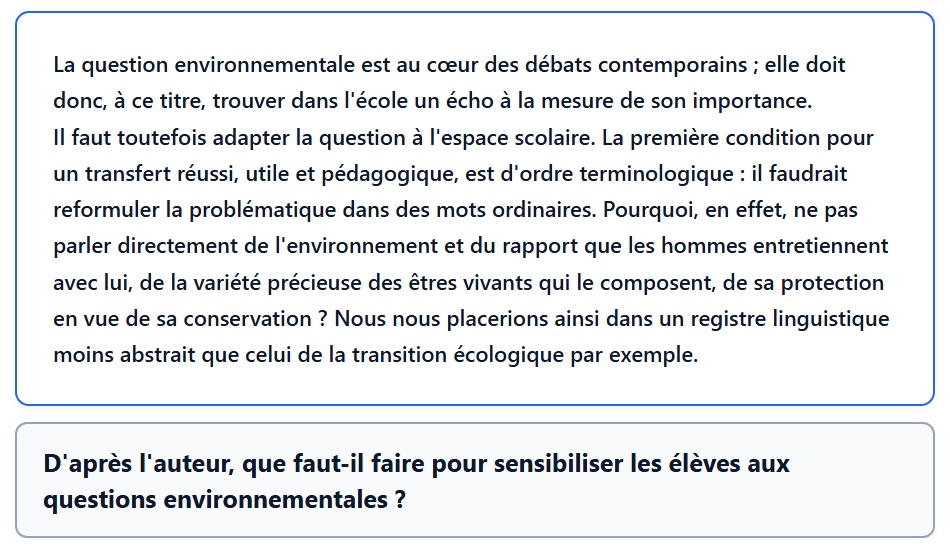 La question environnementale est au cœur des débats contemporains ; elle doit
donc, à ce titre, trouver dans l'école un écho à la mesure de son importance.
Il faut toutefois adapter la question à l'espace scolaire. La première condition pour
un transfert réussi, utile et pédagogique, est d'ordre terminologique : il faudrait
reformuler la problématique dans des mots ordinaires. Pourquoi, en effet, ne pas
parler directement de l'environnement et du rapport que les hommes entretiennent
avec lui, de la variété précieuse des êtres vivants qui le composent, de sa protection
en vue de sa conservation ? Nous nous placerions ainsi dans un registre linguistique
moins abstrait que celui de la transition écologique par exemple.
D'après l'auteur, que faut-il faire pour sensibiliser les élèves aux
questions environnementales ?